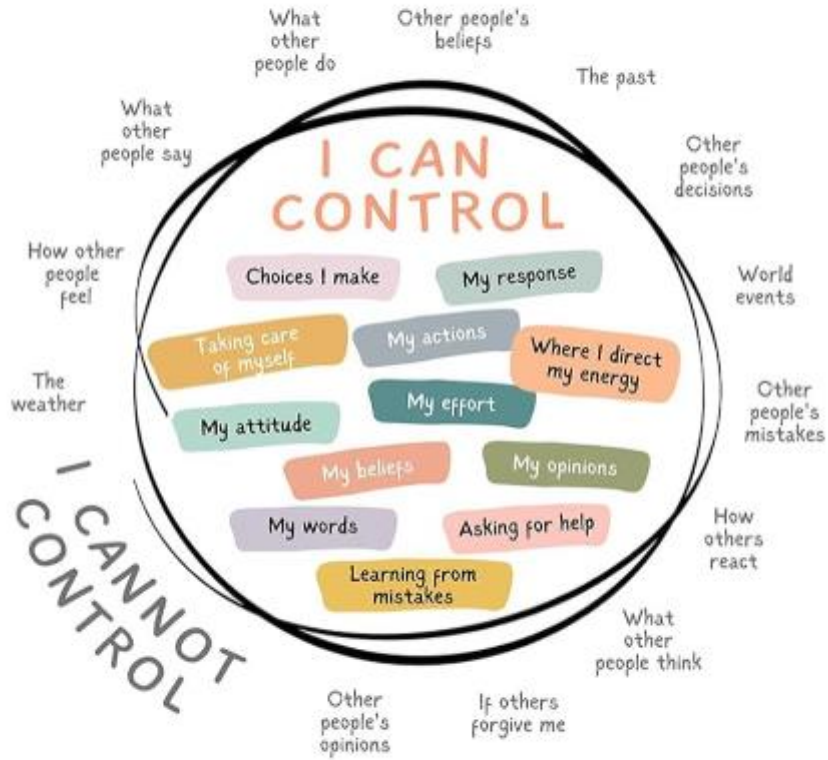 What
other
people do
Other people's
beliefs
The past
What
other
people say
Other
people's
decisions
How other
people
feel
World
events
The
weather
Other
people's
mistakes
How
others
react
What
other
people think
If others
forgive me
Other
people's
opinions
I CANNOT
CONTROL
I CAN
CONTROL
Choices I make
My response
Taking care
of myself
My actions
Where I direct
my energy
My attitude
My effort
My beliefs
My opinions
My words
Asking for help
Learning from
mistakes